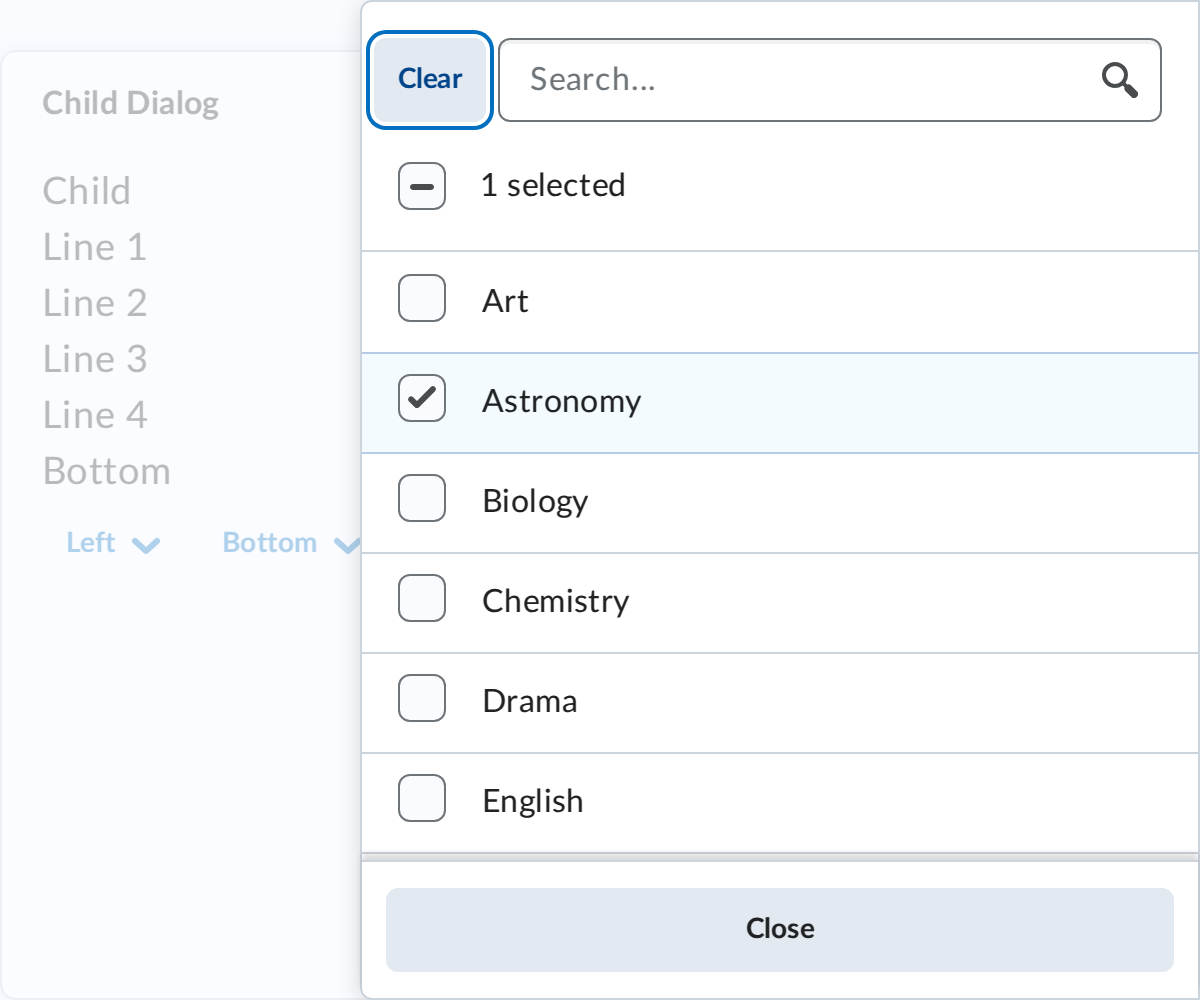 Child Dialog
Child
Line 1
Line 2
Line 3
Line 4
Bottom
Left Bottom
Clear Search...
1 selected
Art
Astronomy
Biology
Chemistry
Drama
English
Close